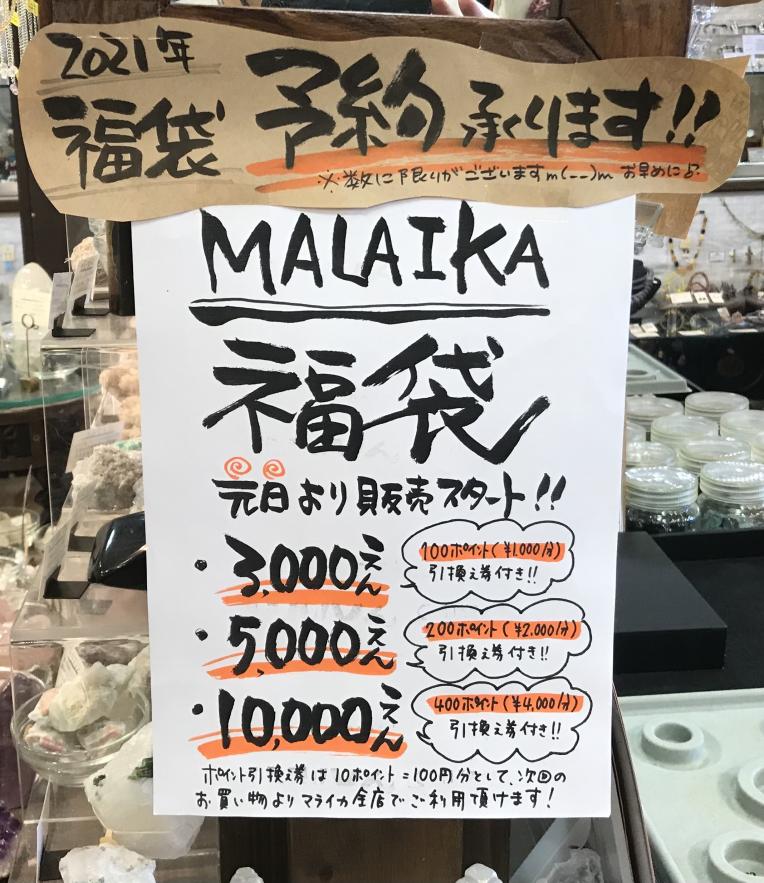 2021年
福袋 予約 承くります!!
※数に限りがございますm(--)m お早めに♪
MALAIKA
福袋
元日より販売スタート!!
・3,000えん
100ポイント(¥1,000分)
引換え券付き!!
・5,000えん
200ポイント(¥2,000分)
引換え券付き!!
・10,000えん
400ポイント(¥4,000分)
引換え券付き!!
ポイント引換え券は10ポイント=100円分として、次回の
お買い物よりマライカ全店でご利用頂けます!